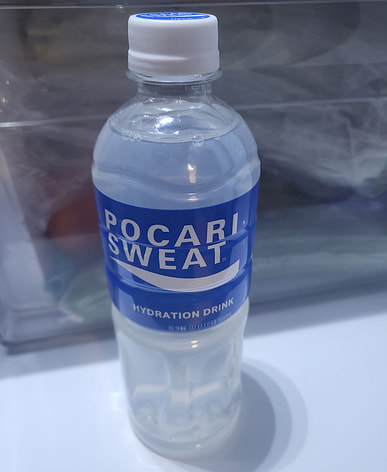 POCARI
SWEAT
HYDRATION DRINK